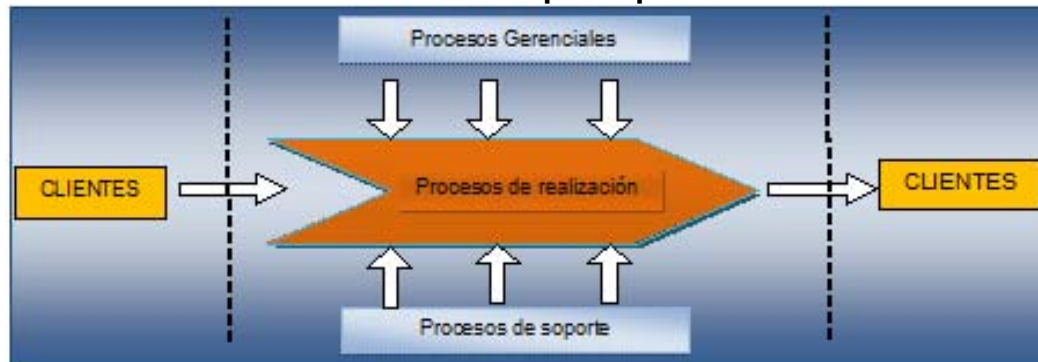 Procesos Gerenciales
CLIENTES
Procesos de realización
CLIENTES
Procesos de soporte